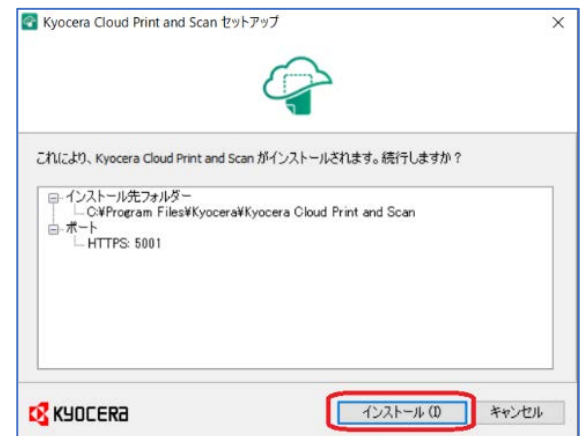 Kyocera Cloud Print and Scan セットアップ
これにより、Kyocera Cloud Print and Scan がインストールされます。続行しますか？
インストール先フォルダー
C:¥Program Files¥Kyocera¥Kyocera Cloud Print and Scan
ポート
HTTPS: 5001
KYOCERA
インストール (I)
キャンセル